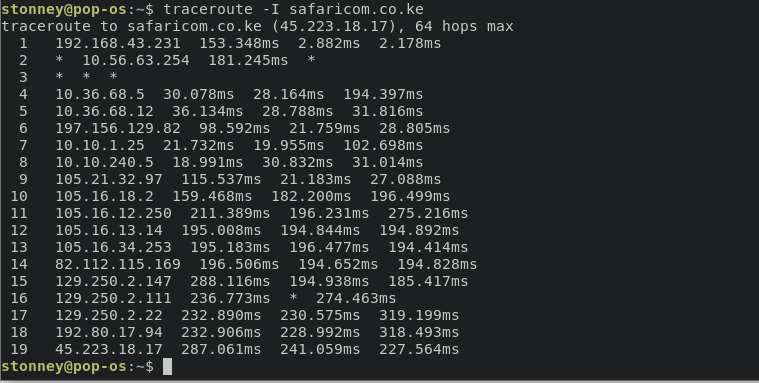 stonney@pop-os:~$ traceroute -I safaricom.co.ke
traceroute to safaricom.co.ke (45.223.18.17), 64 hops max
1 192.168.43.231 153.348ms 2.882ms 2.178ms
2 * 10.56.63.254 181.245ms *
3 * * *
4 10.36.68.5 30.078ms 28.164ms 194.397ms
5 10.36.68.12 36.134ms 28.788ms 31.816ms
6 197.156.129.82 98.592ms 21.759ms 28.805ms
7 10.10.1.25 21.732ms 19.955ms 102.698ms
8 10.10.240.5 18.991ms 30.832ms 31.014ms
9 105.21.32.97 115.537ms 21.183ms 27.088ms
10 105.16.18.2 159.468ms 182.200ms 196.499ms
11 105.16.12.250 211.389ms 196.231ms 275.216ms
12 105.16.13.14 195.008ms 194.844ms 194.892ms
13 105.16.34.253 195.183ms 196.477ms 194.414ms
14 82.112.115.169 196.506ms 194.652ms 194.828ms
15 129.250.2.147 288.116ms 194.938ms 185.417ms
16 129.250.2.111 236.773ms * 274.463ms
17 129.250.2.22 232.890ms 230.575ms 319.199ms
18 192.80.17.94 232.906ms 228.992ms 318.493ms
19 45.223.18.17 287.061ms 241.059ms 227.564ms
stonney@pop-os:~$